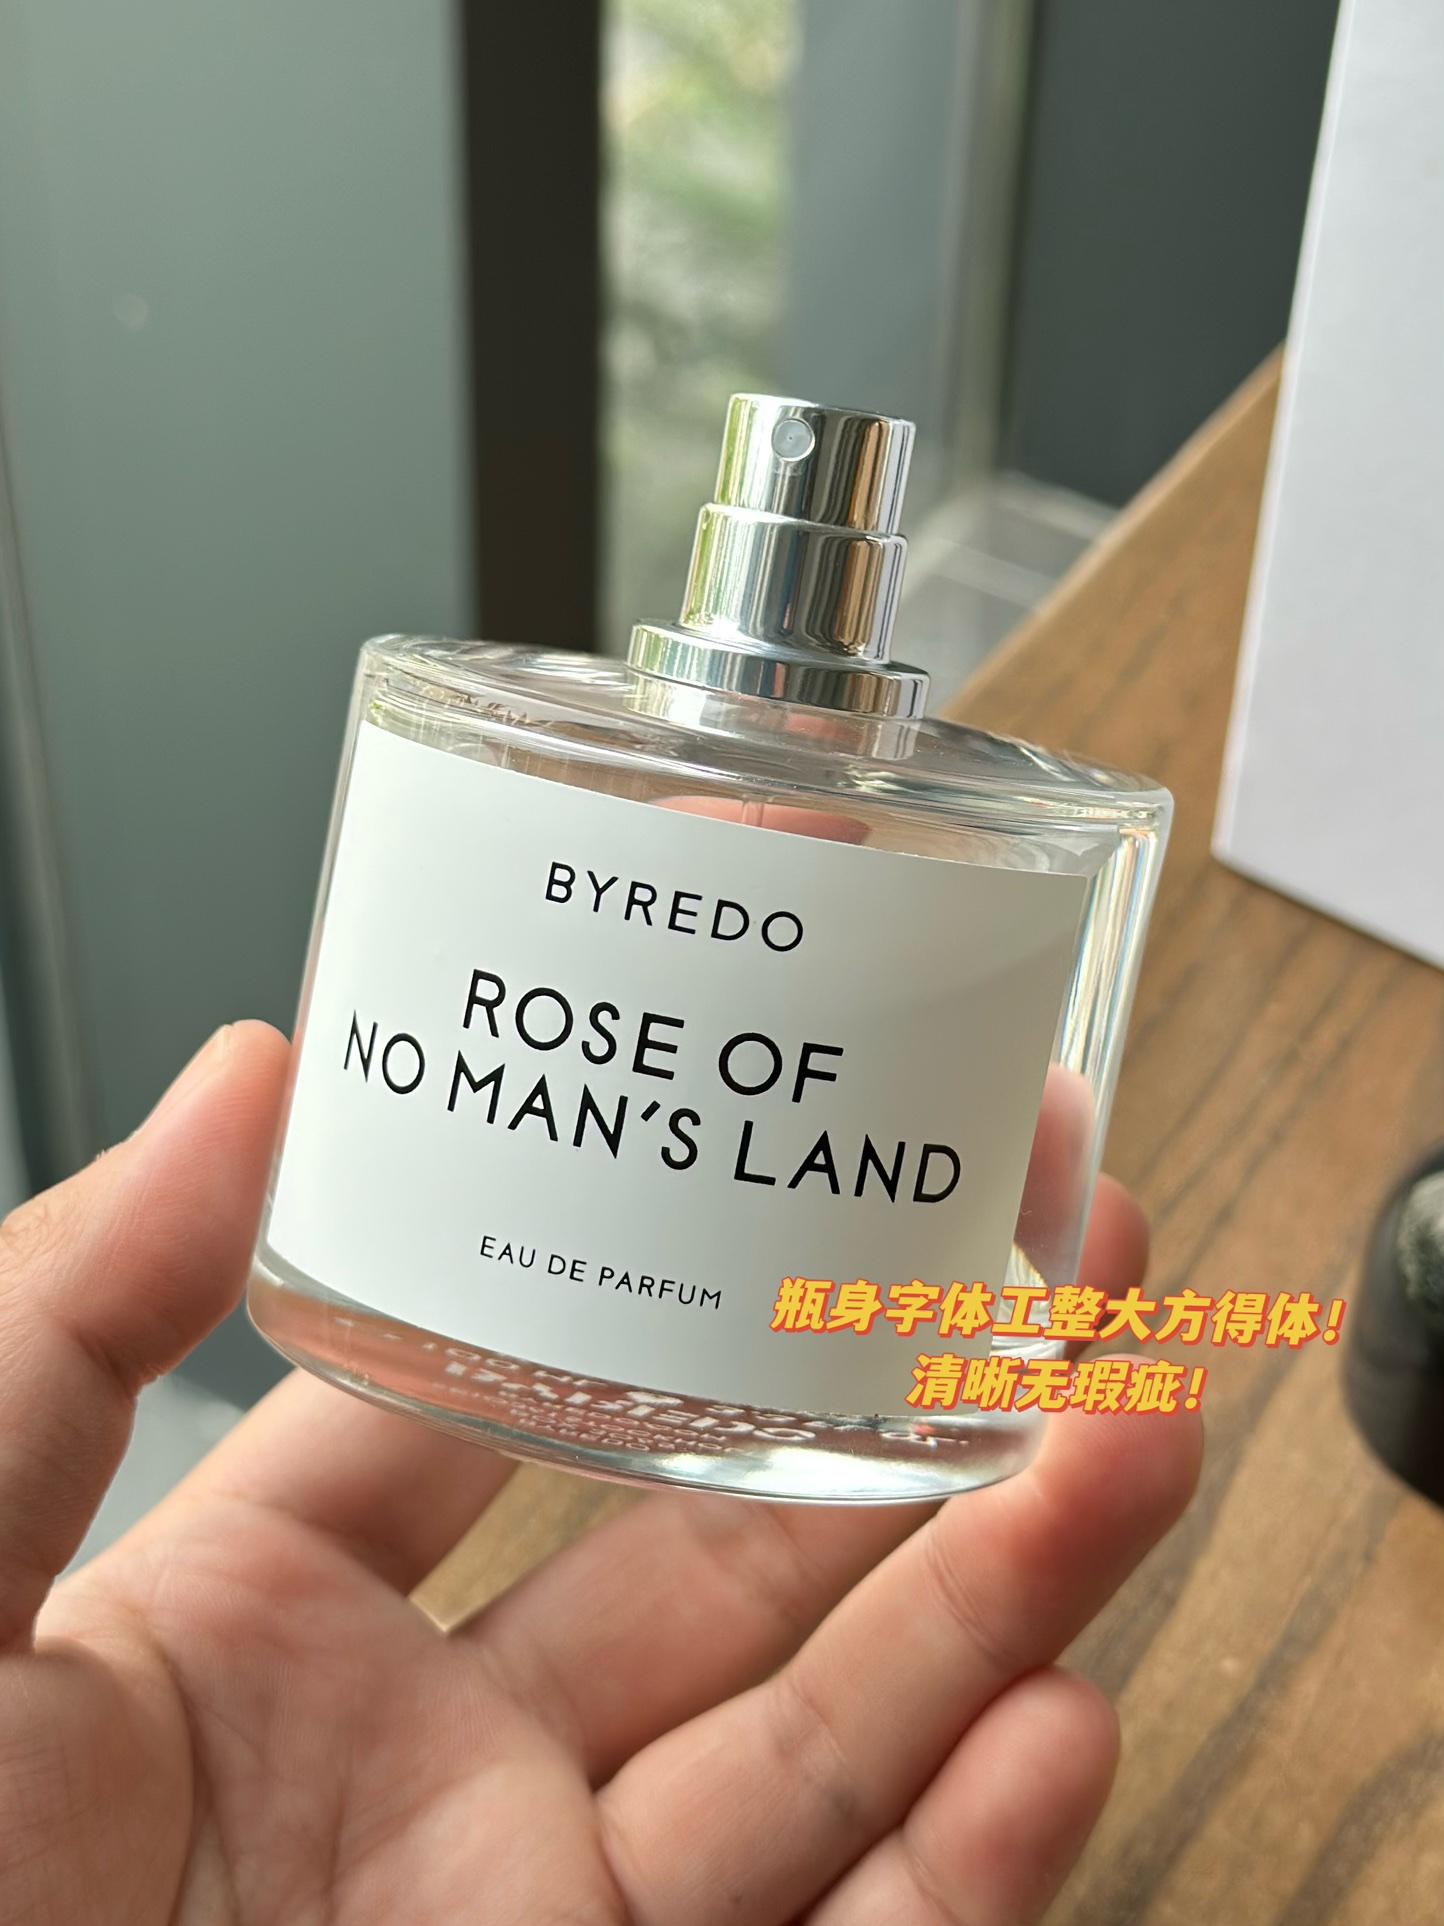 BYREDO
ROSE OF
NO MAN'S LAND
EAU DE PARFUM
瓶身字体工整大方得体!
清晰无瑕疵!